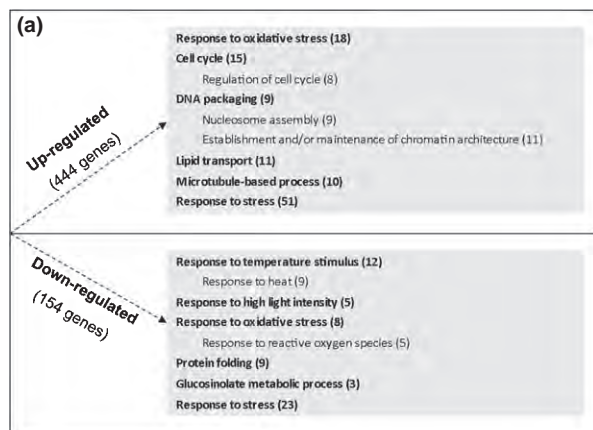 (a)
Up-regulated
(444 genes)
Response to oxidative stress (18)
Cell cycle (15)
Regulation of cell cycle (8)
DNA packaging (9)
Nucleosome assembly (9)
Establishment and/or maintenance of chromatin architecture (11)
Lipid transport (11)
Microtubule-based process (10)
Response to stress (51)
Down-regulated
(154 genes)
Response to temperature stimulus (12)
Response to heat (9)
Response to high light intensity (5)
Response to oxidative stress (8)
Response to reactive oxygen species (5)
Protein folding (9)
Glucosinolate metabolic process (3)
Response to stress (23)